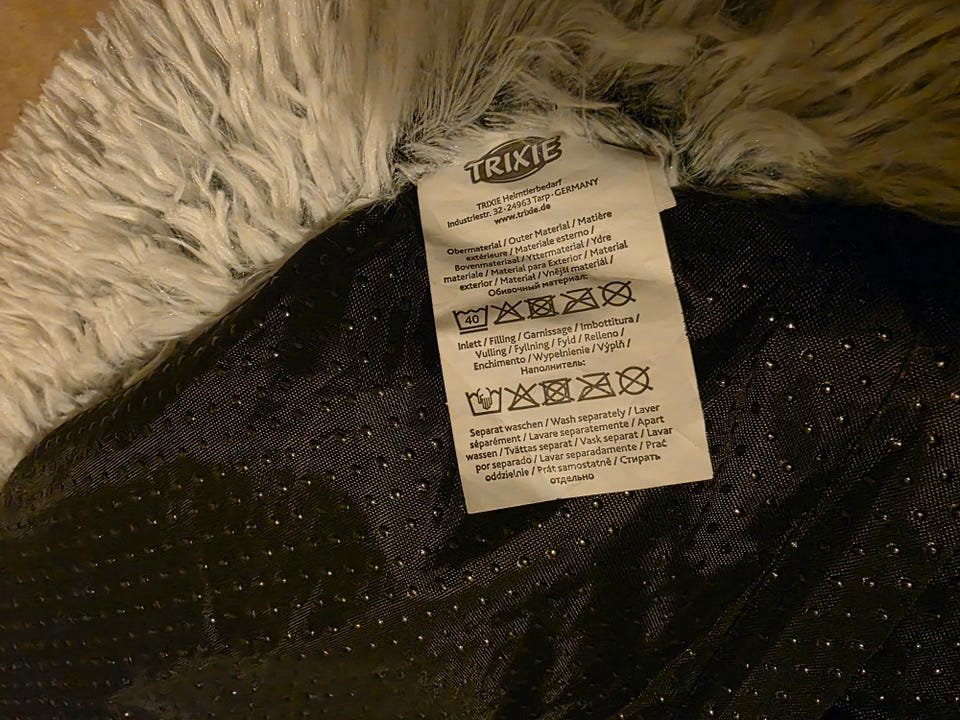 TRIXIE
TRIXIE Heimtierbedarf
Industriestr. 32 · 24963 Tarp · GERMANY
www.trixie.de
Obermaterial / Outer Material / Matière
extérieure / Materiale esterno /
Bovenmateriaal / Yttermaterial / Ydre
materiale / Material para Exterior / Material
exterior / Materiał / Vnější materiál /
Обивочный материал:
40
Inlett / Filling / Garnissage / Imbottitura /
Vulling / Fyllning / Fyld / Relleno /
Enchimento / Wypełnienie / Výplň /
Наполнитель:
Separat waschen / Wash separately / Laver
séparément / Lavare separatamente / Apart
wassen / Tvättas separat / Vask separat / Lavar
por separado / Lavar separadamente / Prać
oddzielnie / Prát samostatně / Стирать
отдельно